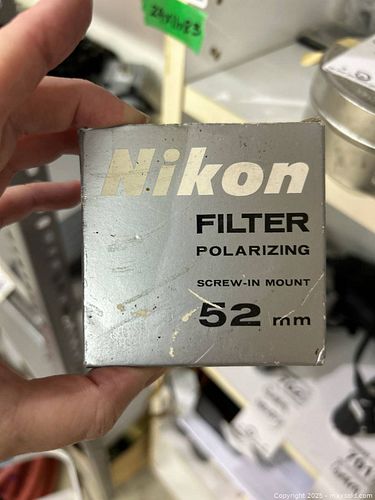 Nikon
FILTER
POLARIZING
SCREW-IN MOUNT
52 mm
Copyright 2025 - maxsold.com